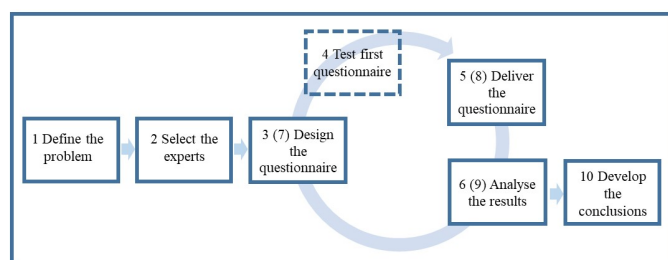 1 Define the
problem
2 Select the
experts
3 (7) Design
the
questionnaire
4 Test first
questionnaire
5 (8) Deliver
the
questionnaire
6 (9) Analyse
the results
10 Develop
the
conclusions